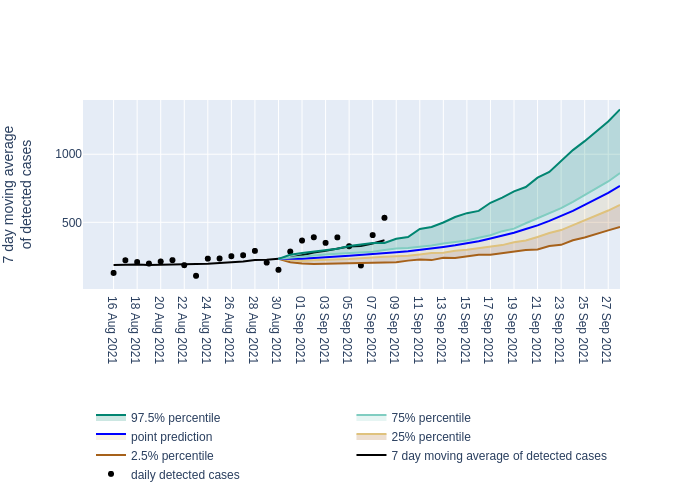 7 day moving average
of detected cases
1000
500
16 Aug 2021
18 Aug 2021
20 Aug 2021
22 Aug 2021
24 Aug 2021
26 Aug 2021
28 Aug 2021
30 Aug 2021
01 Sep 2021
03 Sep 2021
05 Sep 2021
07 Sep 2021
09 Sep 2021
11 Sep 2021
13 Sep 2021
15 Sep 2021
17 Sep 2021
19 Sep 2021
21 Sep 2021
23 Sep 2021
25 Sep 2021
27 Sep 2021
97.5% percentile
75% percentile
point prediction
25% percentile
2.5% percentile
7 day moving average of detected cases
daily detected cases